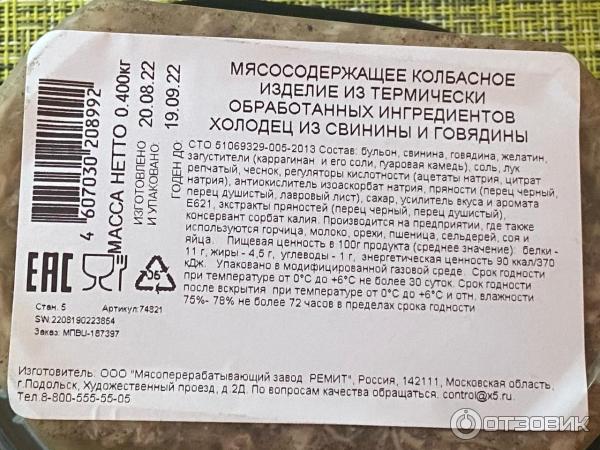 МЯСОСОДЕРЖАЩЕЕ КОЛБАСНОЕ
ИЗДЕЛИЕ ИЗ ТЕРМИЧЕСКИ
ОБРАБОТАННЫХ ИНГРЕДИЕНТОВ
ХОЛОДЕЦ ИЗ СВИНИНЫ И ГОВЯДИНЫ
4 607030 208992
МАССА НЕТТО 0.400кг
ИЗГОТОВЛЕНО
И УПАКОВАНО: 20.08.22
ГОДЕН ДО: 19.09.22
СТО 51069329-005-2013 Состав: бульон, свинина, говядина, желатин,
загустители (каррагинан и его соли, гуаровая камедь), соль, лук
репчатый, чеснок, регуляторы кислотности (ацетаты натрия, цитрат
натрия), антиокислитель изоаскорбат натрия, пряности (перец черный,
перец душистый, лавровый лист), сахар, усилитель вкуса и аромата
Е621, экстракты пряностей (перец черный, перец душистый),
консервант сорбат калия. Производится на предприятии, где также
используются горчица, молоко, орехи, пшеница, сельдерей, соя и
яйца. Пищевая ценность в 100г продукта (среднее значение): белки -
11 г, жиры - 4,5 г, углеводы - 1 г, энергетическая ценность 90 ккал/370
кДж. Упаковано в модифицированной газовой среде. Срок годности
при температуре от 0°С до +6°С не более 30 суток. Срок годности
после вскрытия при температуре от 0°С до +6°С и отн. влажности
75%- 78% не более 72 часов в пределах срока годности
ЕАС
05
Стан. 5 Артикул:74821
SW:2208190223854
Заказ: МПВU-187397
Изготовитель: ООО "Мясоперерабатывающий завод РЕМИТ", Россия, 142111, Московская область,
г.Подольск, Художественный проезд, д.2Д. По вопросам качества обращаться: control@x5.ru.
Тел.8-800-555-55-05
ОТЗОВИК